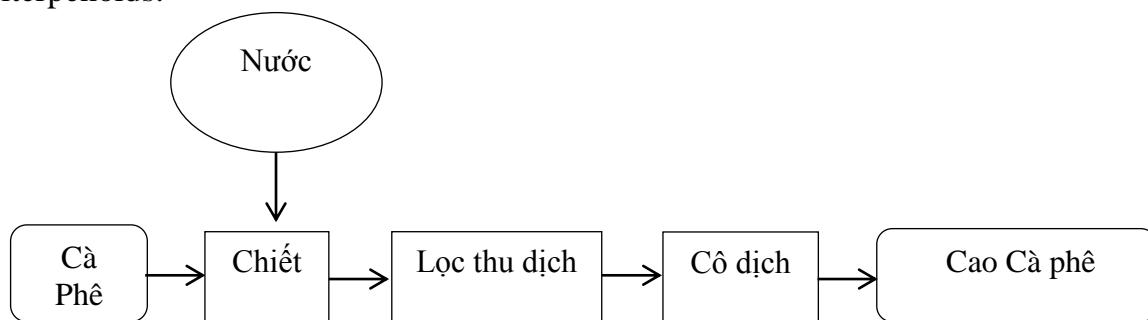 Nước
Cà
Phê
Chiết
Lọc thu dịch
Cô dịch
Cao Cà phê